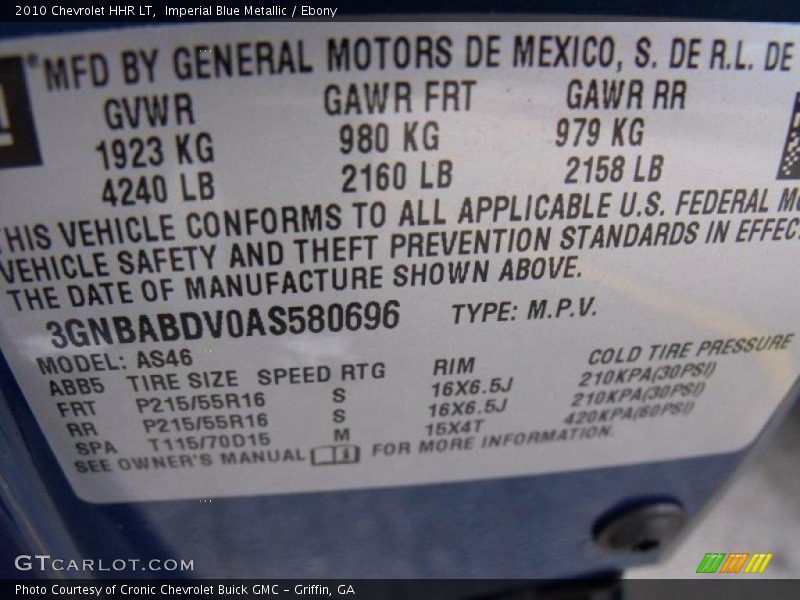 2010 Chevrolet HHR LT, Imperial Blue Metallic / Ebony
MFD BY GENERAL MOTORS DE MEXICO, S. DE R.L. DE
GVWR GAWR FRT GAWR RR
1923 KG 980 KG 979 KG
4240 LB 2160 LB 2158 LB
THIS VEHICLE CONFORMS TO ALL APPLICABLE U.S. FEDERAL MO
VEHICLE SAFETY AND THEFT PREVENTION STANDARDS IN EFFEC
THE DATE OF MANUFACTURE SHOWN ABOVE.
3GNBABDV0AS580696 TYPE: M.P.V.
MODEL: AS46
ABB5 TIRE SIZE SPEED RTG RIM COLD TIRE PRESSURE
FRT P215/55R16 S 16X6.5J 210KPA(30PSI)
RR P215/55R16 S 16X6.5J 210KPA(30PSI)
SPA T115/70D15 M 15X4T 420KPA(60PSI)
SEE OWNER'S MANUAL FOR MORE INFORMATION.
GTCARLOT.COM
Photo Courtesy of Cronic Chevrolet Buick GMC – Griffin, GA